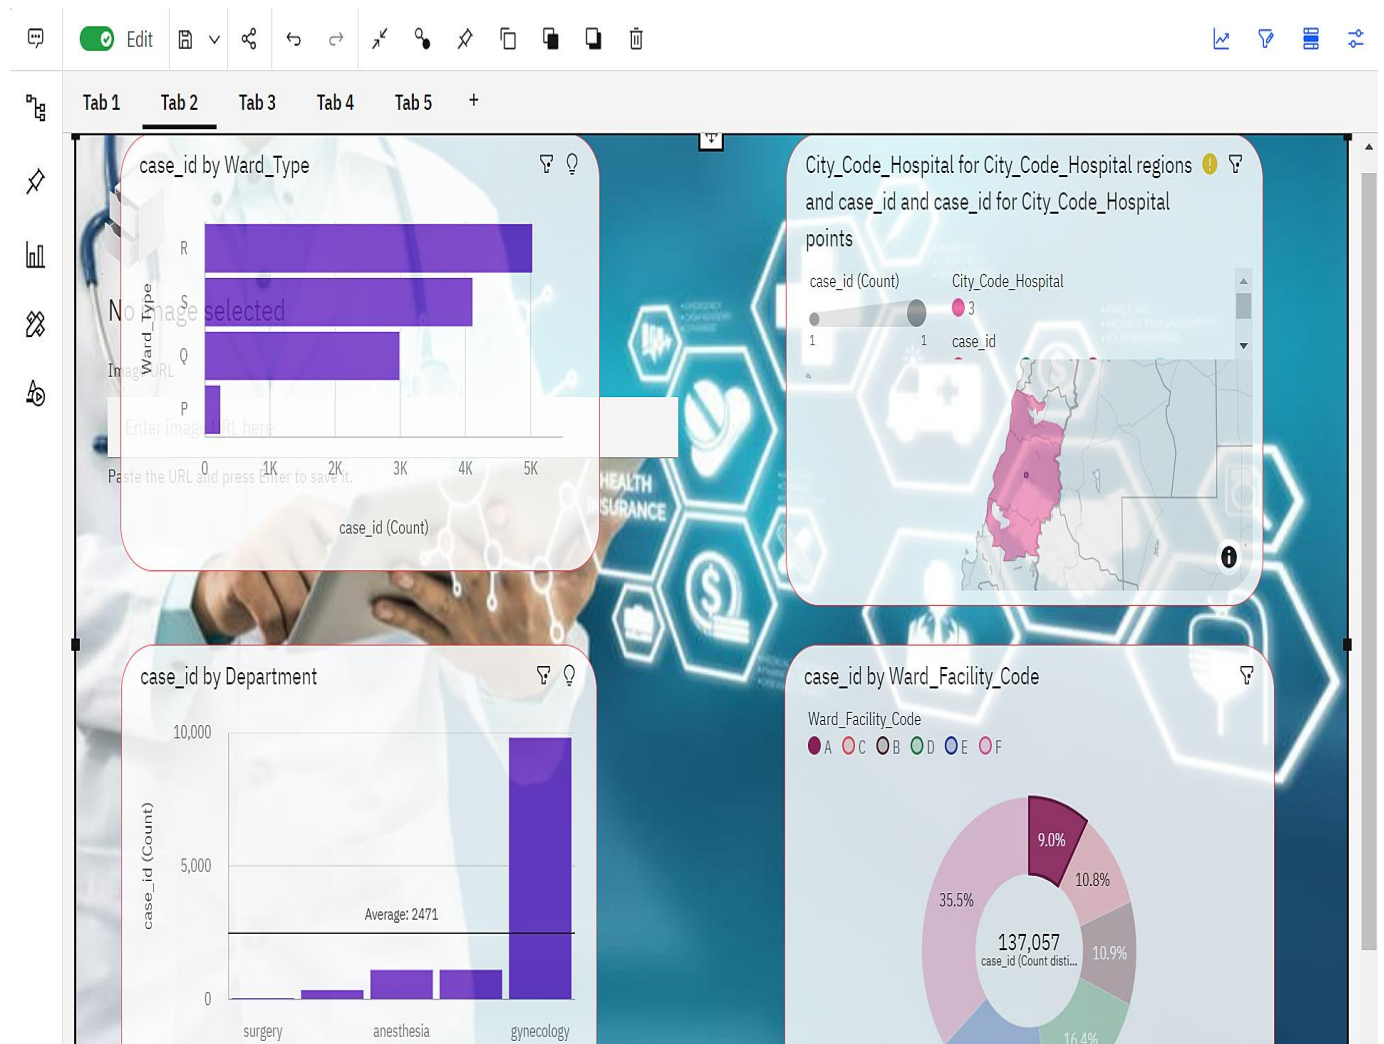 Edit
Tab 1
Tab 2
Tab 3
Tab 4
Tab 5
+
case_id by Ward_Type
No image selected
Image URL
Enter image URL here
Paste the URL and press Enter to save it.
Ward_Type
R
S
Q
P
0
1K
2K
3K
4K
5K
case_id (Count)
HEALTH
INSURANCE
City_Code_Hospital for City_Code_Hospital regions
and case_id and case_id for City_Code_Hospital
points
case_id (Count)
1
1
City_Code_Hospital
3
case_id
case_id by Department
case_id (Count)
10,000
5,000
0
Average: 2471
surgery
anesthesia
gynecology
case_id by Ward_Facility_Code
Ward_Facility_Code
A
C
B
D
E
F
9.0%
10.8%
10.9%
16.4%
35.5%
137,057
case_id (Count disti...